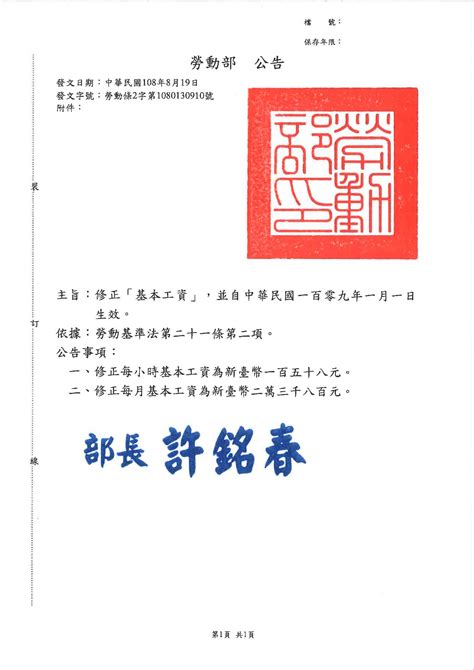 檔　　號：
保存年限：
勞動部　公告
發文日期：中華民國108年8月19日
發文字號：勞動條2字第1080130910號
附件：
勞動部印
裝
主旨：修正「基本工資」，並自中華民國一百零九年一月一日
生效。
訂
依據：勞動基準法第二十一條第二項。
公告事項：
一、修正每小時基本工資為新臺幣一百五十八元。
二、修正每月基本工資為新臺幣二萬三千八百元。
部長 許銘春
線
第1頁 共1頁